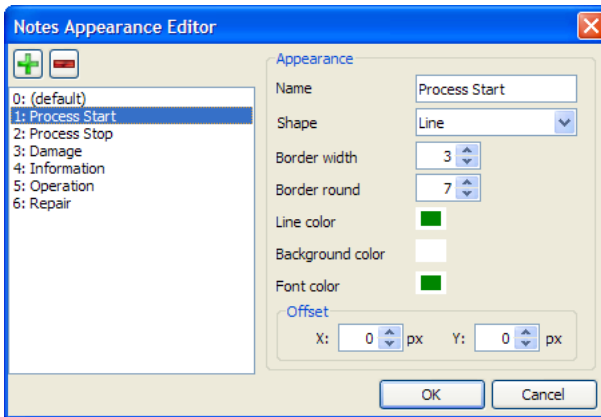 Notes Appearance Editor
0: (default)
1: Process Start
2: Process Stop
3: Damage
4: Information
5: Operation
6: Repair
Appearance
Name Process Start
Shape Line
Border width 3
Border round 7
Line color
Background color
Font color
Offset
X: 0 px Y: 0 px
OK Cancel